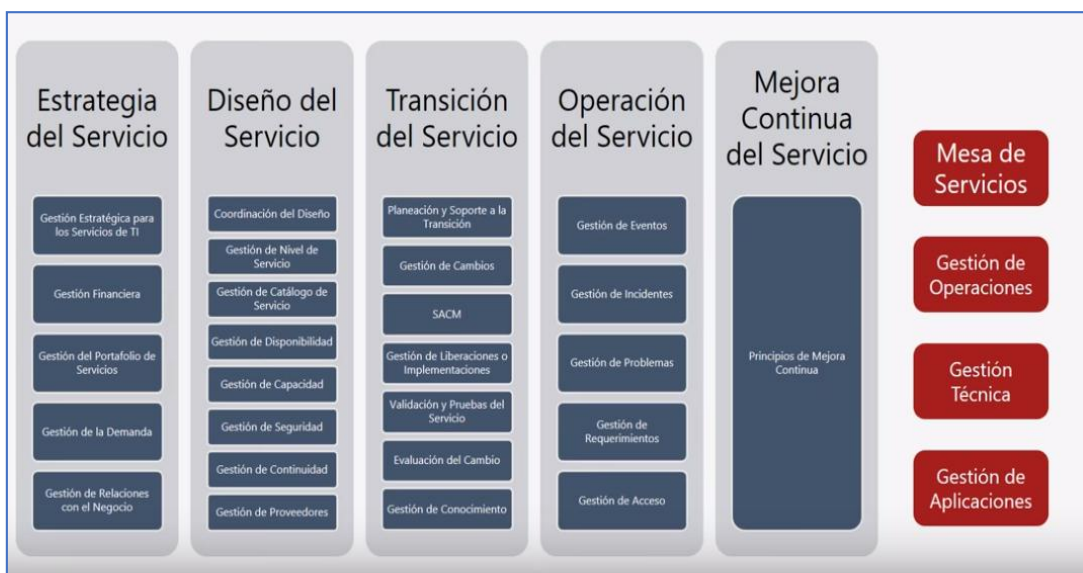 Estrategia
del Servicio
Gestión Estratégica para
los Servicios de TI
Gestión Financiera
Gestión del Portafolio de
Servicios
Gestión de la Demanda
Gestión de Relaciones
con el Negocio
Diseño del
Servicio
Coordinación del Diseño
Gestión de Nivel de
Servicio
Gestión de Catálogo de
Servicio
Gestión de Disponibilidad
Gestión de Capacidad
Gestión de Seguridad
Gestión de Continuidad
Gestión de Proveedores
Transición
del Servicio
Planeación y Soporte a la
Transición
Gestión de Cambios
SACM
Gestión de Liberaciones o
Implementaciones
Validación y Pruebas del
Servicio
Evaluación del Cambio
Gestión de Conocimiento
Operación
del Servicio
Gestión de Eventos
Gestión de Incidentes
Gestión de Problemas
Gestión de
Requerimientos
Gestión de Acceso
Mejora
Continua
del Servicio
Principios de Mejora
Continua
Mesa de
Servicios
Gestión de
Operaciones
Gestión
Técnica
Gestión de
Aplicaciones